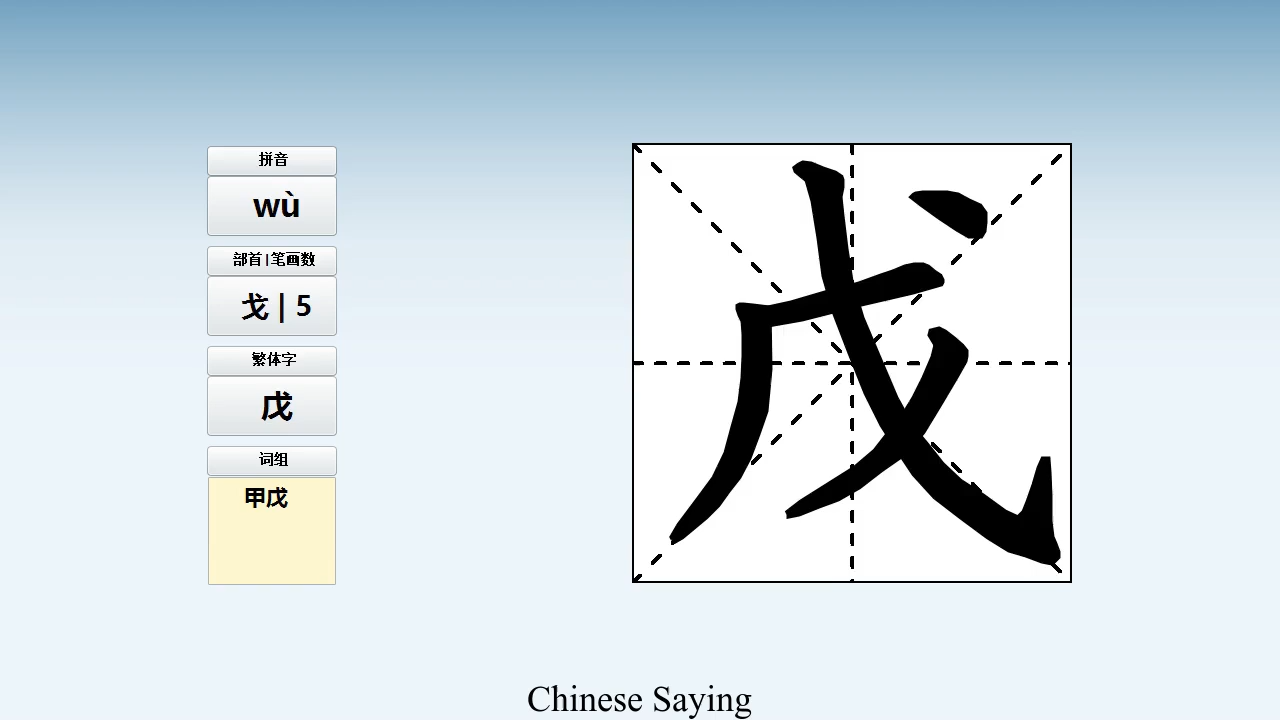 拼音
wù
部首|笔画数
戈 | 5
繁体字
戊
词组
甲戊
戊
Chinese Saying